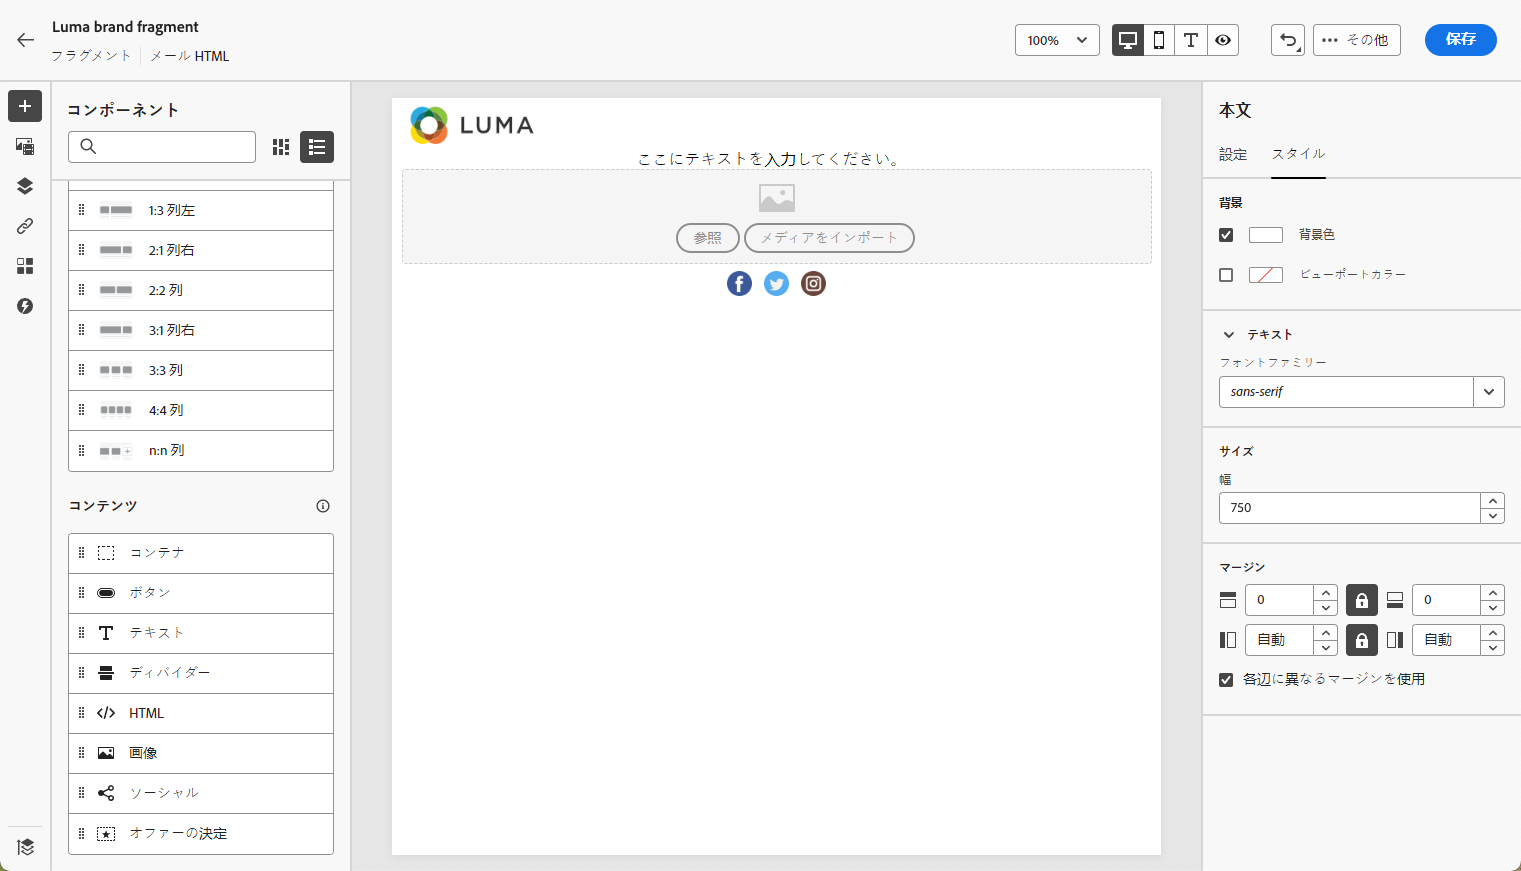 Luma brand fragment
フラグメント メール HTML
100%
その他
保存
コンポーネント
1:3 列左
2:1 列右
2:2 列
3:1 列右
3:3 列
4:4 列
n:n 列
コンテンツ
コンテナ
ボタン
テキスト
ディバイダー
HTML
画像
ソーシャル
オファーの決定
LUMA
ここにテキストを入力してください。
参照 メディアをインポート
本文
設定 スタイル
背景
背景色
ビューポートカラー
テキスト
フォントファミリー
sans-serif
サイズ
幅
750
マージン
0 0
自動 自動
各辺に異なるマージンを使用